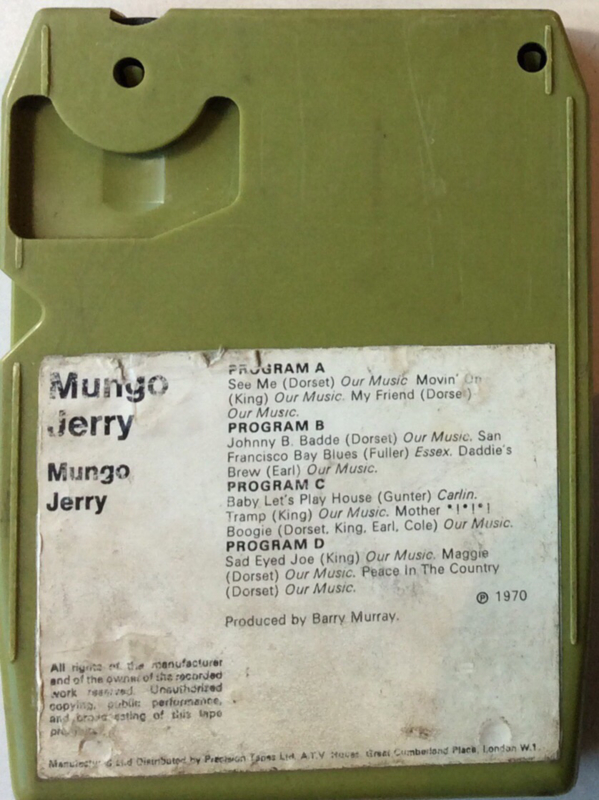 Mungo
Jerry
Mungo
Jerry
PROGRAM A
See Me (Dorset) Our Music Movin' On
(King) Our Music. My Friend (Dorset)
Our Music.
PROGRAM B
Johnny B. Badde (Dorset) Our Music. San
Francisco Bay Blues (Fuller) Essex. Daddie's
Brew (Earl) Our Music.
PROGRAM C
Baby Let's Play House (Gunter) Carlin.
Tramp (King) Our Music. Mother *!*!*!
Boogie (Dorset, King, Earl, Cole) Our Music.
PROGRAM D
Sad Eyed Joe (King) Our Music. Maggie
(Dorset) Our Music. Peace In The Country
(Dorset) Our Music.
℗ 1970
Produced by Barry Murray.
All rights of the manufacturer
and of the owner of the recorded
work reserved. Unauthorized
copying, public performance,
and broadcasting of this tape
Manufactured and Distributed by Precision Tapes Ltd. A.T.V. House, Great Cumberland Place, London W.1.